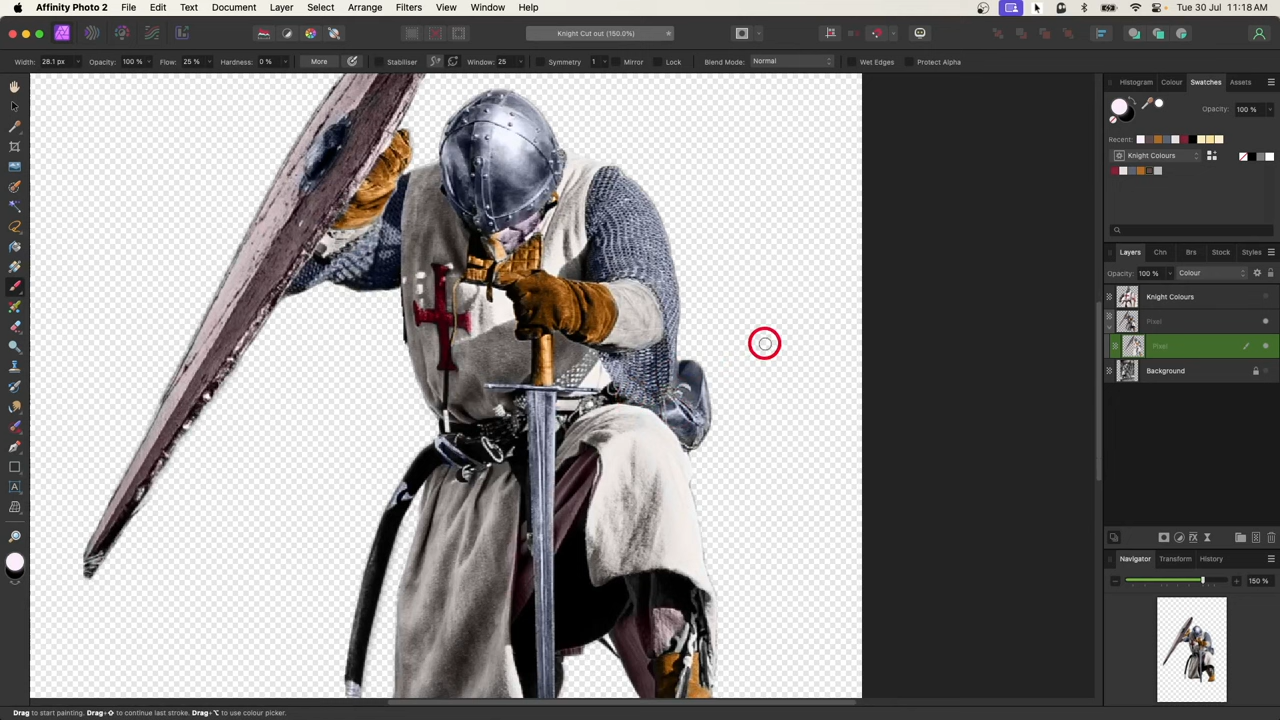 Affinity Photo 2 File Edit Text Document Layer Select Arrange Filters View Window Help Tue 30 Jul 11:18 AM
Knight Cut out (150.0%)
Width: 28.1 px Opacity: 100 % Flow: 25 % Hardness: 0 % More Stabiliser Window: 25 Symmetry 1 Mirror Lock Blend Mode: Normal Wet Edges Protect Alpha
Histogram Colour Swatches Assets
Opacity: 100 %
Recent:
Knight Colours
Layers Chn Brs Stock Styles
Opacity: 100 % Colour
Knight Colours
Pixel
Pixel
Background
Navigator Transform History
150 %
Drag to start painting. Drag+⇧ to continue last stroke. Drag+⌥ to use colour picker.